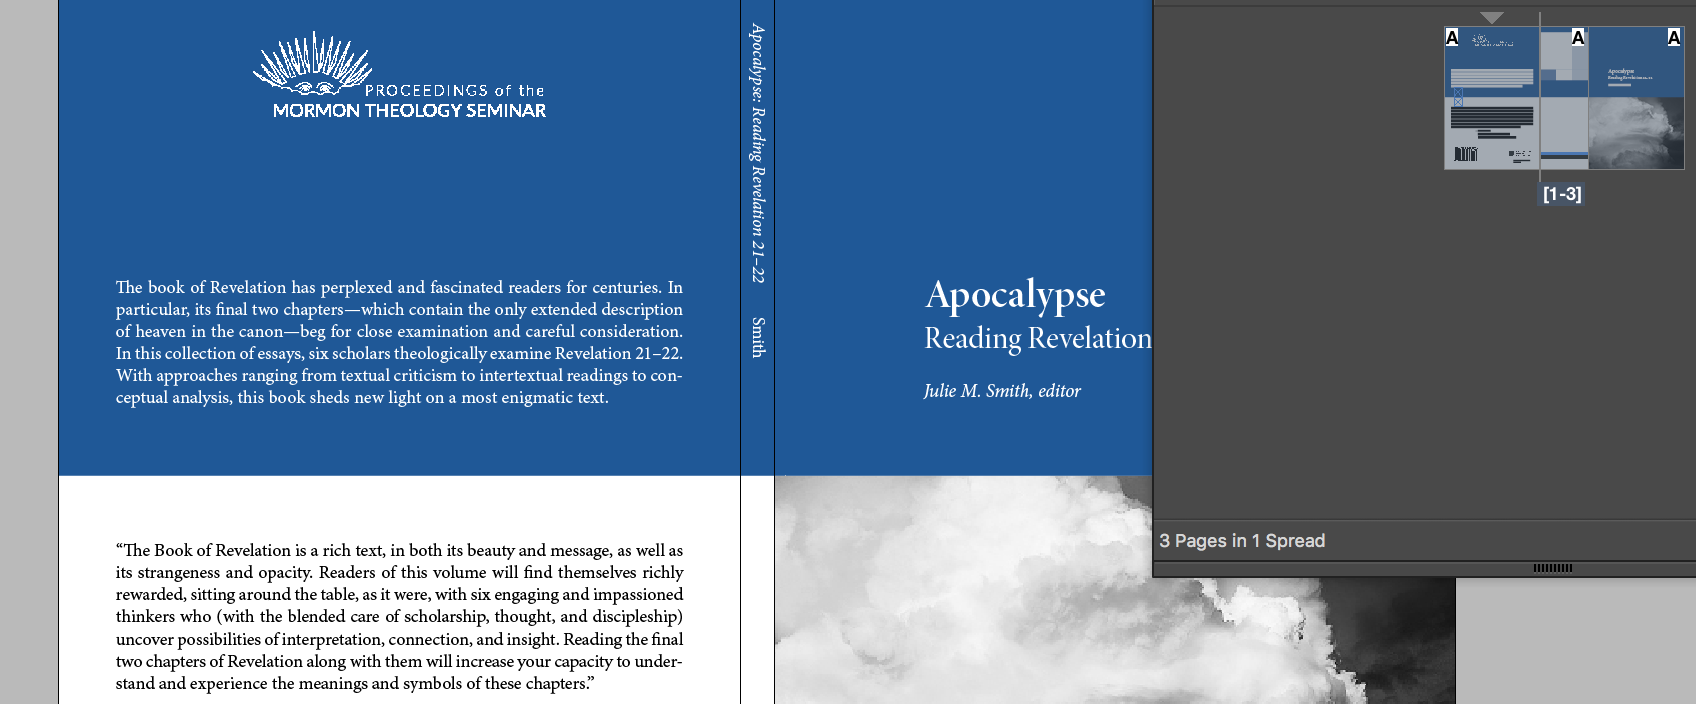 PROCEEDINGS of the
MORMON THEOLOGY SEMINAR
The book of Revelation has perplexed and fascinated readers for centuries. In
particular, its final two chapters—which contain the only extended description
of heaven in the canon—beg for close examination and careful consideration.
In this collection of essays, six scholars theologically examine Revelation 21–22.
With approaches ranging from textual criticism to intertextual readings to con-
ceptual analysis, this book sheds new light on a most enigmatic text.
“The Book of Revelation is a rich text, in both its beauty and message, as well as
its strangeness and opacity. Readers of this volume will find themselves richly
rewarded, sitting around the table, as it were, with six engaging and impassioned
thinkers who (with the blended care of scholarship, thought, and discipleship)
uncover possibilities of interpretation, connection, and insight. Reading the final
two chapters of Revelation along with them will increase your capacity to under-
stand and experience the meanings and symbols of these chapters.”
Apocalypse: Reading Revelation 21–22 Smith
Apocalypse
Reading Revelation
Julie M. Smith, editor
A A A
Apocalypse
[1-3]
3 Pages in 1 Spread